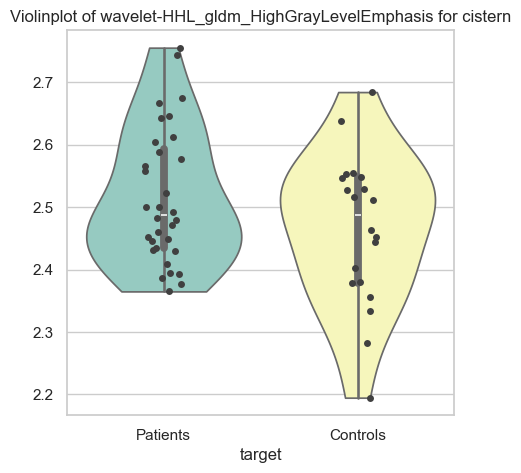 Violinplot of wavelet-HHL_gldm_HighGrayLevelEmphasis for cistern
2.7
2.6
2.5
2.4
2.3
2.2
Patients
Controls
target